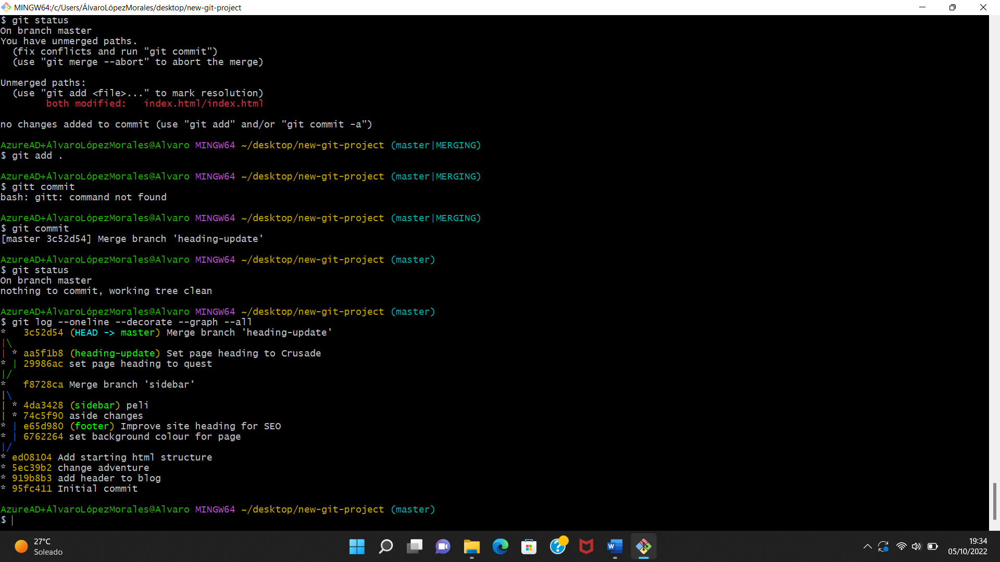 MINGW64:/c/Users/ÁlvaroLópezMorales/desktop/new-git-project
$ git status
On branch master
You have unmerged paths.
  (fix conflicts and run "git commit")
  (use "git merge --abort" to abort the merge)
Unmerged paths:
  (use "git add <file>..." to mark resolution)
        both modified:   index.html/index.html
no changes added to commit (use "git add" and/or "git commit -a")
AzureAD+ÁlvaroLópezMorales@Alvaro MINGW64 ~/desktop/new-git-project (master|MERGING)
$ git add .
AzureAD+ÁlvaroLópezMorales@Alvaro MINGW64 ~/desktop/new-git-project (master|MERGING)
$ gitt commit
bash: gitt: command not found
AzureAD+ÁlvaroLópezMorales@Alvaro MINGW64 ~/desktop/new-git-project (master|MERGING)
$ git commit
[master 3c52d54] Merge branch 'heading-update'
AzureAD+ÁlvaroLópezMorales@Alvaro MINGW64 ~/desktop/new-git-project (master)
$ git status
On branch master
nothing to commit, working tree clean
AzureAD+ÁlvaroLópezMorales@Alvaro MINGW64 ~/desktop/new-git-project (master)
$ git log --oneline --decorate --graph --all
*   3c52d54 (HEAD -> master) Merge branch 'heading-update'
|\
| * aa5f1b8 (heading-update) Set page heading to Crusade
* | 29986ac set page heading to quest
|/
*   f8728ca Merge branch 'sidebar'
|\
| * 4da3428 (sidebar) peli
| * 74c5f90 aside changes
* | e65d980 (footer) Improve site heading for SEO
* | 6762264 set background colour for page
|/
* ed08104 Add starting html structure
* 5ec39b2 change adventure
* 919b8b3 add header to blog
* 95fc411 Initial commit
AzureAD+ÁlvaroLópezMorales@Alvaro MINGW64 ~/desktop/new-git-project (master)
$
27°C
Soleado
19:34
05/10/2022